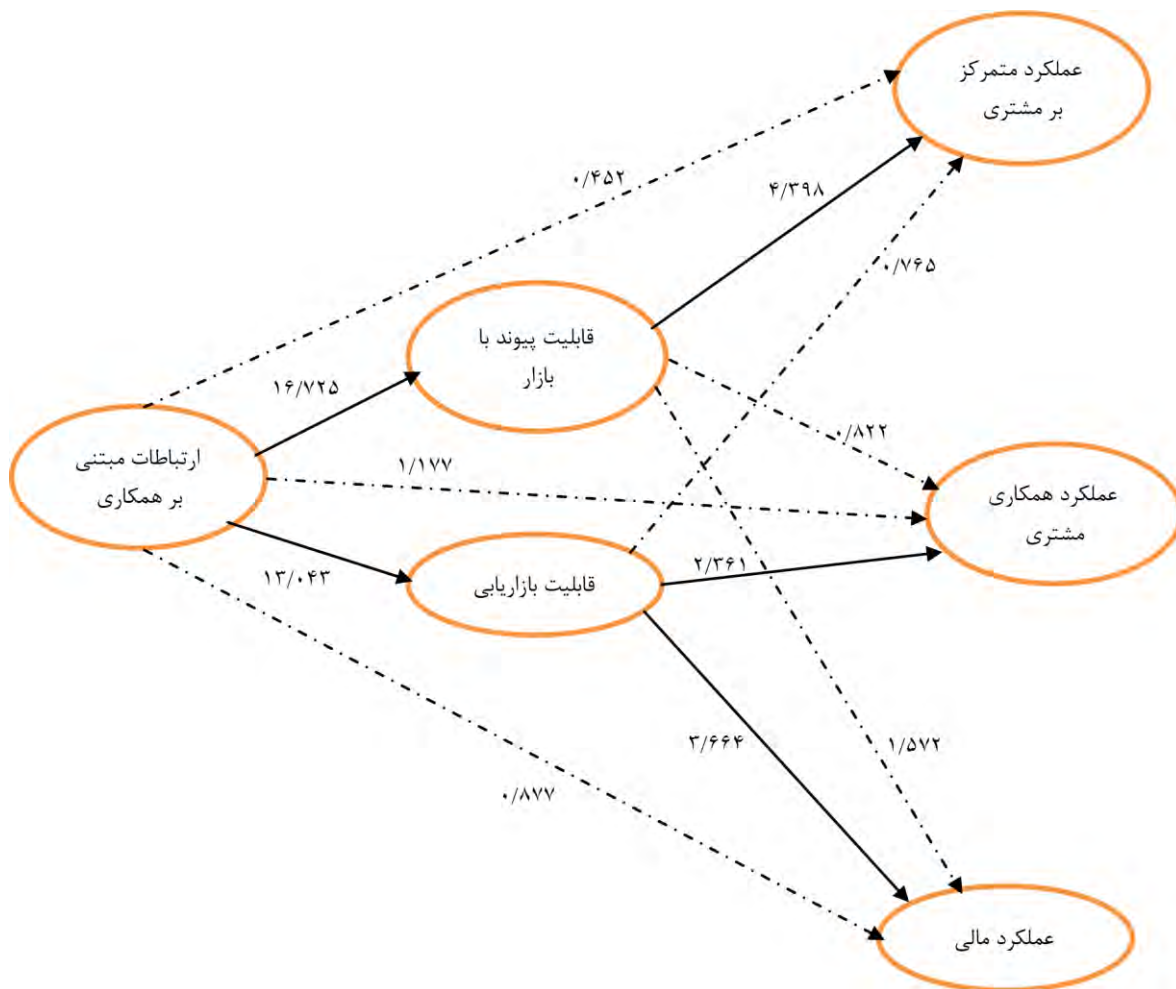 عملکرد متمرکز
بر مشتری
۰/۴۵۲
۴/۳۹۸
۰/۷۶۵
قابلیت پیوند با
بازار
۱۶/۷۲۵
۰/۸۲۲
ارتباطات مبتنی
بر همکاری
۱/۱۷۷
عملکرد همکاری
مشتری
۱۳/۰۴۳
قابلیت بازاریابی
۲/۳۶۱
۳/۶۶۴
۱/۵۷۲
۰/۸۷۷
عملکرد مالی